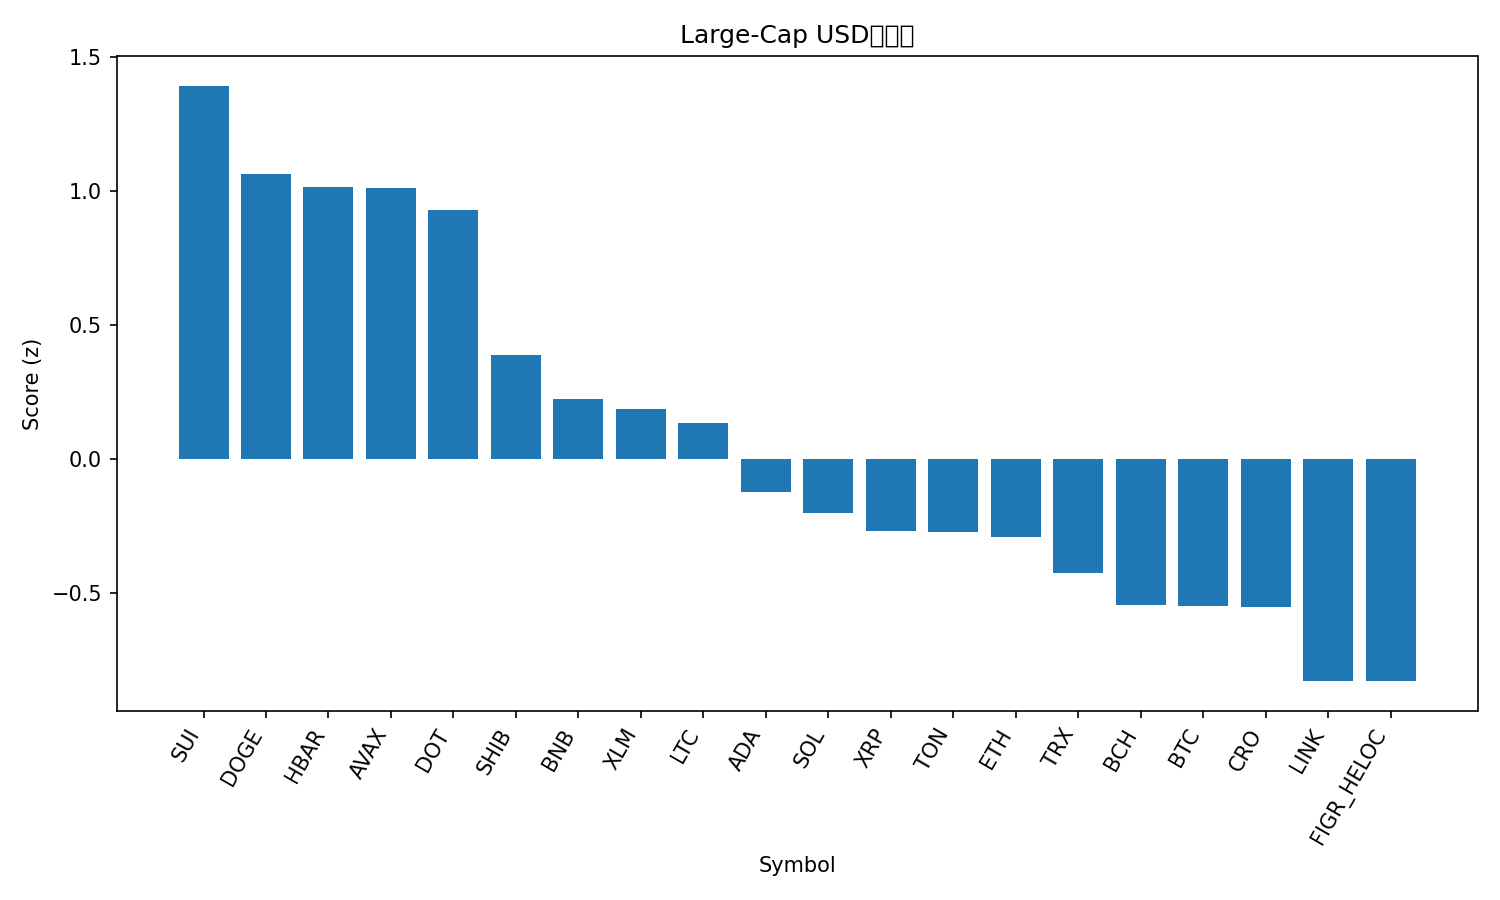 Large-Cap USD
1.5
1.0
0.5
0.0
−0.5
Score (z)
SUI
DOGE
HBAR
AVAX
DOT
SHIB
BNB
XLM
LTC
ADA
SOL
XRP
TON
ETH
TRX
BCH
BTC
CRO
LINK
FIGR_HELOC
Symbol